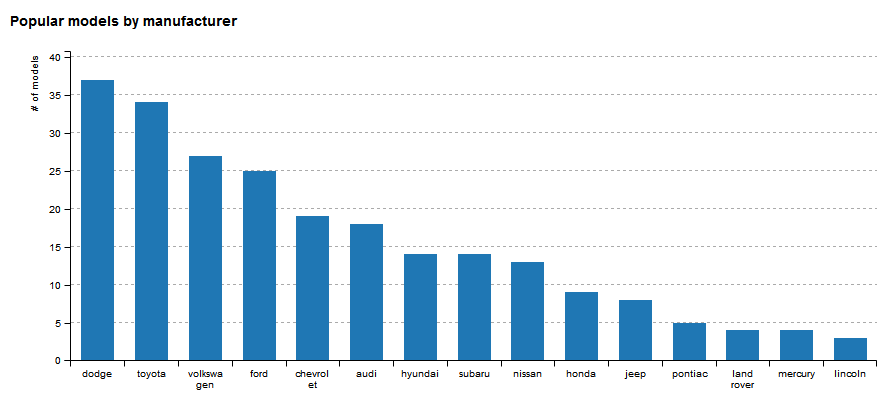 Popular models by manufacturer
# of models
40
35
30
25
20
15
10
5
0
dodge
toyota
volkswa
gen
ford
chevrol
et
audi
hyundai
subaru
nissan
honda
jeep
pontiac
land
rover
mercury
lincoln